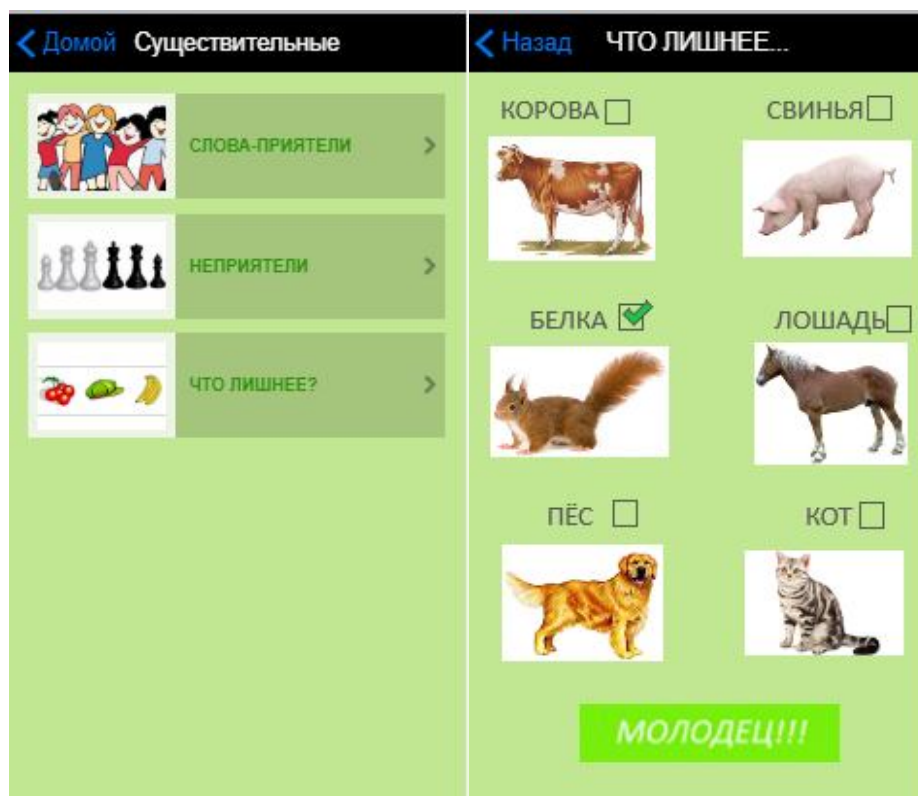 Домой Существительные
СЛОВА-ПРИЯТЕЛИ
НЕПРИЯТЕЛИ
ЧТО ЛИШНЕЕ?
Назад ЧТО ЛИШНЕЕ...
КОРОВА СВИНЬЯ
БЕЛКА ЛОШАДЬ
ПЁС КОТ
МОЛОДЕЦ!!!